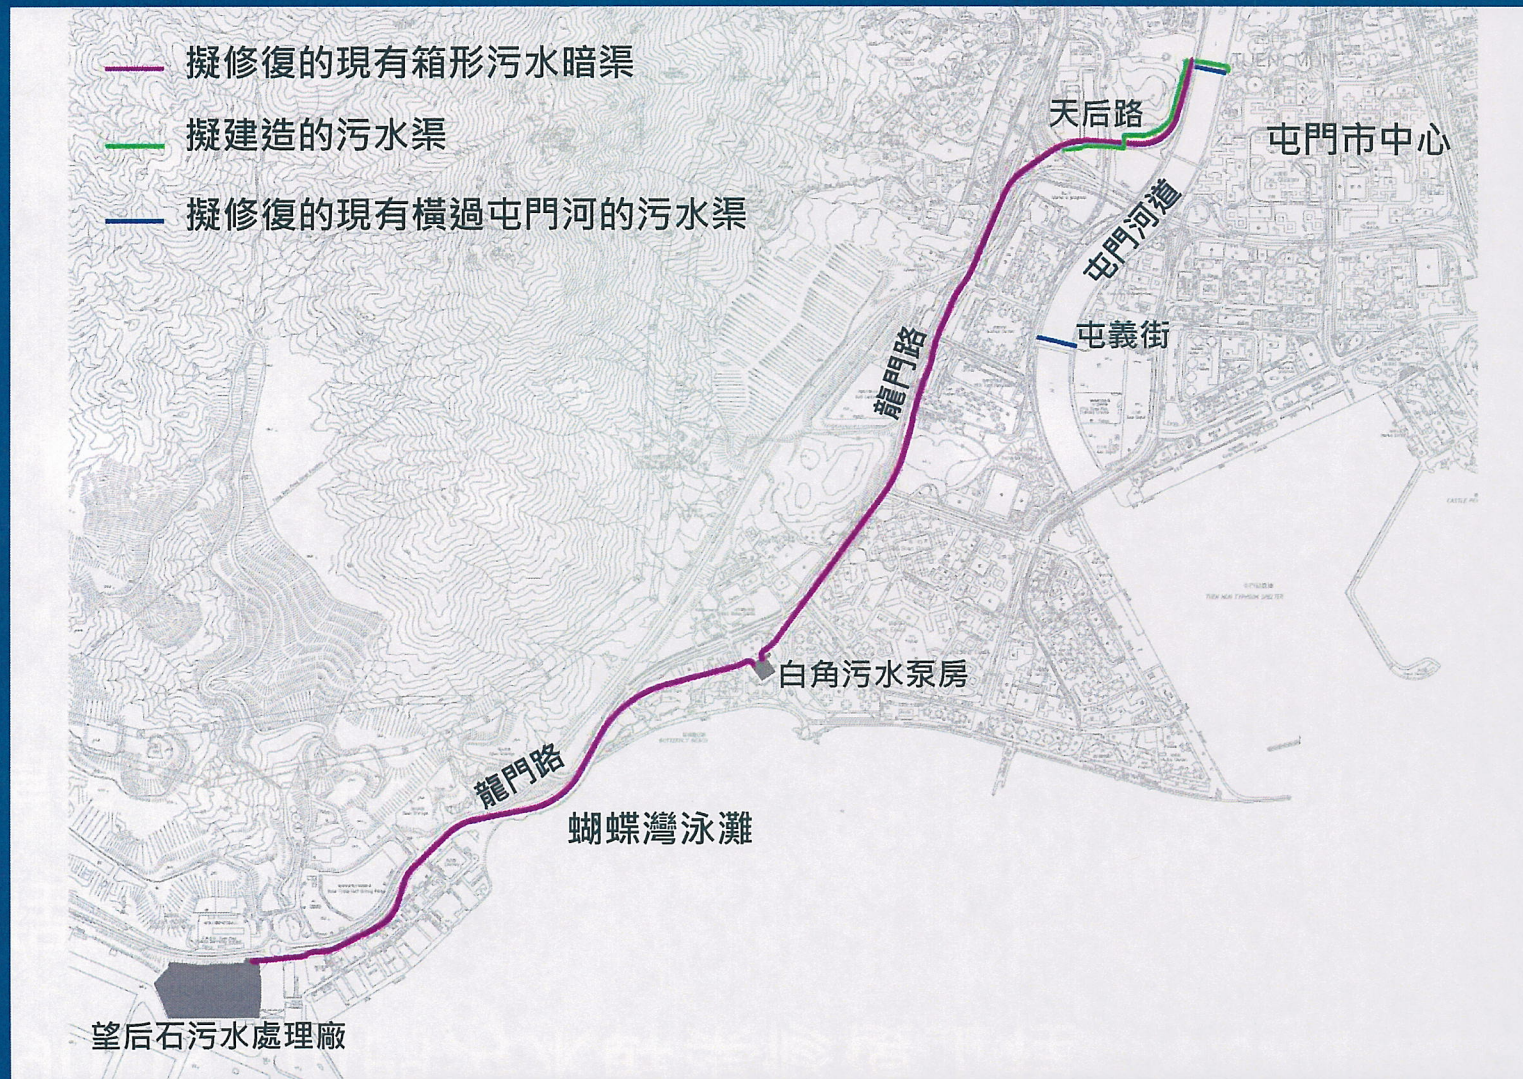 擬修復的現有箱形污水暗渠
擬建造的污水渠
擬修復的現有橫過屯門河的污水渠
TUEN MUN
天后路
屯門市中心
屯門河道
屯義街
龍門路
白角污水泵房
龍門路
蝴蝶灣泳灘
望后石污水處理廠